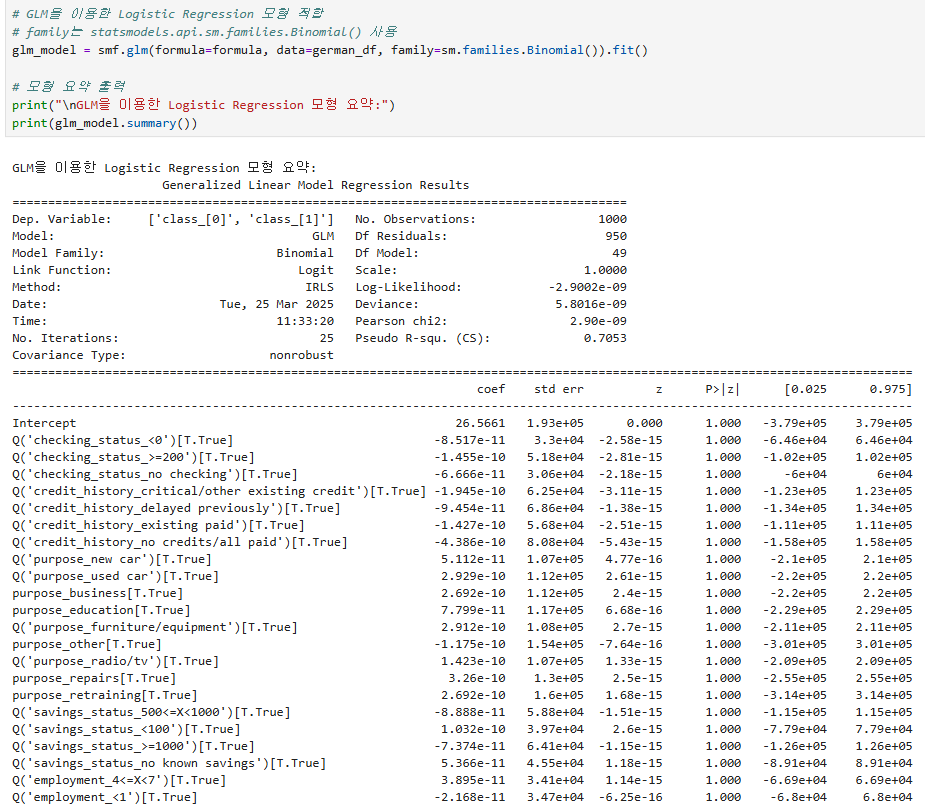 # GLM을 이용한 Logistic Regression 모형 적합
# family는 statsmodels.api.sm.families.Binomial() 사용
glm_model = smf.glm(formula=formula, data=german_df, family=sm.families.Binomial()).fit()
# 모형 요약 출력
print("\nGLM을 이용한 Logistic Regression 모형 요약:")
print(glm_model.summary())
GLM을 이용한 Logistic Regression 모형 요약:
Generalized Linear Model Regression Results
==============================================================================
Dep. Variable: ['class_[0]', 'class_[1]'] No. Observations: 1000
Model: GLM Df Residuals: 950
Model Family: Binomial Df Model: 49
Link Function: Logit Scale: 1.0000
Method: IRLS Log-Likelihood: -2.9002e-09
Date: Tue, 25 Mar 2025 Deviance: 5.8016e-09
Time: 11:33:20 Pearson chi2: 2.90e-09
No. Iterations: 25 Pseudo R-squ. (CS): 0.7053
Covariance Type: nonrobust
==============================================================================
coef std err z P>|z| [0.025 0.975]
------------------------------------------------------------------------------
Intercept 26.5661 1.93e+05 0.000 1.000 -3.79e+05 3.79e+05
Q('checking_status_<0')[T.True] -8.517e-11 3.3e+04 -2.58e-15 1.000 -6.46e+04 6.46e+04
Q('checking_status_>=200')[T.True] -1.455e-10 5.18e+04 -2.81e-15 1.000 -1.02e+05 1.02e+05
Q('checking_status_no checking')[T.True] -6.666e-11 3.06e+04 -2.18e-15 1.000 -6e+04 6e+04
Q('credit_history_critical/other existing credit')[T.True] -1.945e-10 6.25e+04 -3.11e-15 1.000 -1.23e+05 1.23e+05
Q('credit_history_delayed previously')[T.True] -9.454e-11 6.86e+04 -1.38e-15 1.000 -1.34e+05 1.34e+05
Q('credit_history_existing paid')[T.True] -1.427e-10 5.68e+04 -2.51e-15 1.000 -1.11e+05 1.11e+05
Q('credit_history_no credits/all paid')[T.True] -4.386e-10 8.08e+04 -5.43e-15 1.000 -1.58e+05 1.58e+05
Q('purpose_new car')[T.True] 5.112e-11 1.07e+05 4.77e-16 1.000 -2.1e+05 2.1e+05
Q('purpose_used car')[T.True] 2.929e-10 1.12e+05 2.61e-15 1.000 -2.2e+05 2.2e+05
purpose_business[T.True] 2.692e-10 1.12e+05 2.4e-15 1.000 -2.2e+05 2.2e+05
purpose_education[T.True] 7.799e-11 1.17e+05 6.68e-16 1.000 -2.29e+05 2.29e+05
Q('purpose_furniture/equipment')[T.True] 2.912e-10 1.08e+05 2.7e-15 1.000 -2.11e+05 2.11e+05
purpose_other[T.True] -1.175e-10 1.54e+05 -7.64e-16 1.000 -3.01e+05 3.01e+05
Q('purpose_radio/tv')[T.True] 1.423e-10 1.07e+05 1.33e-15 1.000 -2.09e+05 2.09e+05
purpose_repairs[T.True] 3.26e-10 1.3e+05 2.5e-15 1.000 -2.55e+05 2.55e+05
purpose_retraining[T.True] 2.692e-10 1.6e+05 1.68e-15 1.000 -3.14e+05 3.14e+05
Q('savings_status_500<=X<1000')[T.True] -8.888e-11 5.88e+04 -1.51e-15 1.000 -1.15e+05 1.15e+05
Q('savings_status_<100')[T.True] 1.032e-10 3.97e+04 2.6e-15 1.000 -7.79e+04 7.79e+04
Q('savings_status_>=1000')[T.True] -7.374e-11 6.41e+04 -1.15e-15 1.000 -1.26e+05 1.26e+05
Q('savings_status_no known savings')[T.True] 5.366e-11 4.55e+04 1.18e-15 1.000 -8.91e+04 8.91e+04
Q('employment_4<=X<7')[T.True] 3.895e-11 3.41e+04 1.14e-15 1.000 -6.69e+04 6.69e+04
Q('employment_<1')[T.True] -2.168e-11 3.47e+04 -6.25e-16 1.000 -6.8e+04 6.8e+04